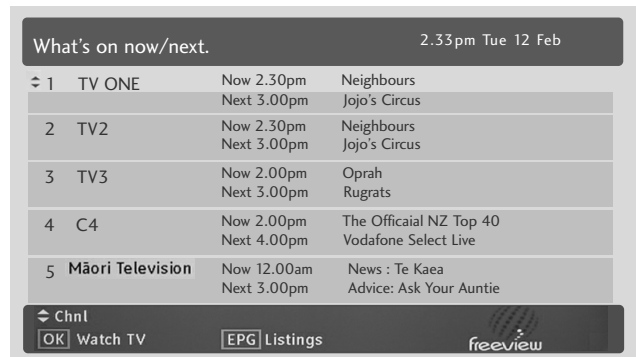 What's on now/next. 2.33pm Tue 12 Feb
1 TV ONE Now 2.30pm Neighbours
Next 3.00pm Jojo's Circus
2 TV2 Now 2.30pm Neighbours
Next 3.00pm Jojo's Circus
3 TV3 Now 2.00pm Oprah
Next 3.00pm Rugrats
4 C4 Now 2.00pm The Officaial NZ Top 40
Next 4.00pm Vodafone Select Live
5 Māori Television Now 12.00am News : Te Kaea
Next 3.00pm Advice: Ask Your Auntie
Chnl
OK Watch TV EPG Listings freeview